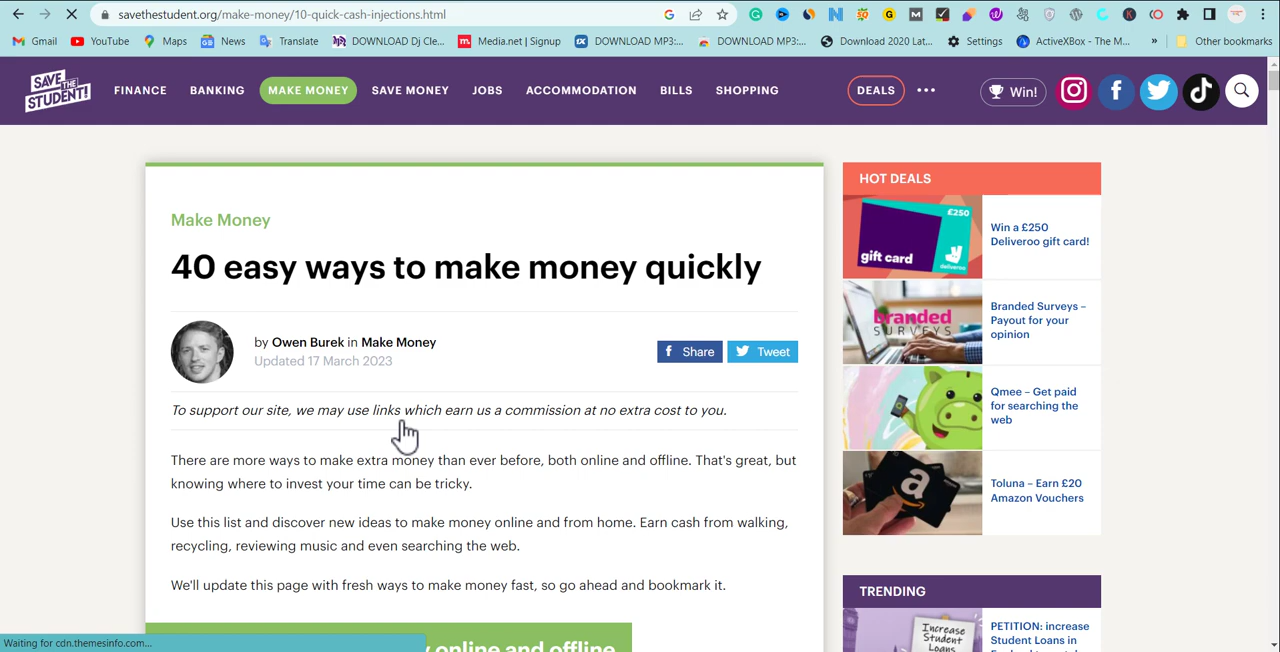 savethestudent.org/make-money/10-quick-cash-injections.html
Gmail YouTube Maps News Translate DOWNLOAD Dj Cle... Media.net | Signup DOWNLOAD MP3:... DOWNLOAD MP3:... Download 2020 Lat... Settings ActiveXBox - The M... » Other bookmarks
SAVE THE STUDENT! FINANCE BANKING MAKE MONEY SAVE MONEY JOBS ACCOMMODATION BILLS SHOPPING DEALS Win!
Make Money
40 easy ways to make money quickly
by Owen Burek in Make Money
Updated 17 March 2023
Share Tweet
To support our site, we may use links which earn us a commission at no extra cost to you.
There are more ways to make extra money than ever before, both online and offline. That's great, but
knowing where to invest your time can be tricky.
Use this list and discover new ideas to make money online and from home. Earn cash from walking,
recycling, reviewing music and even searching the web.
We'll update this page with fresh ways to make money fast, so go ahead and bookmark it.
online and offline
HOT DEALS
£250
gift card
deliveroo
Win a £250
Deliveroo gift card!
branded
SURVEYS
Branded Surveys –
Payout for your
opinion
Qmee – Get paid
for searching the
web
Toluna – Earn £20
Amazon Vouchers
TRENDING
Increase
Student
Loans
PETITION: increase
Student Loans in
Waiting for cdn.themesinfo.com...